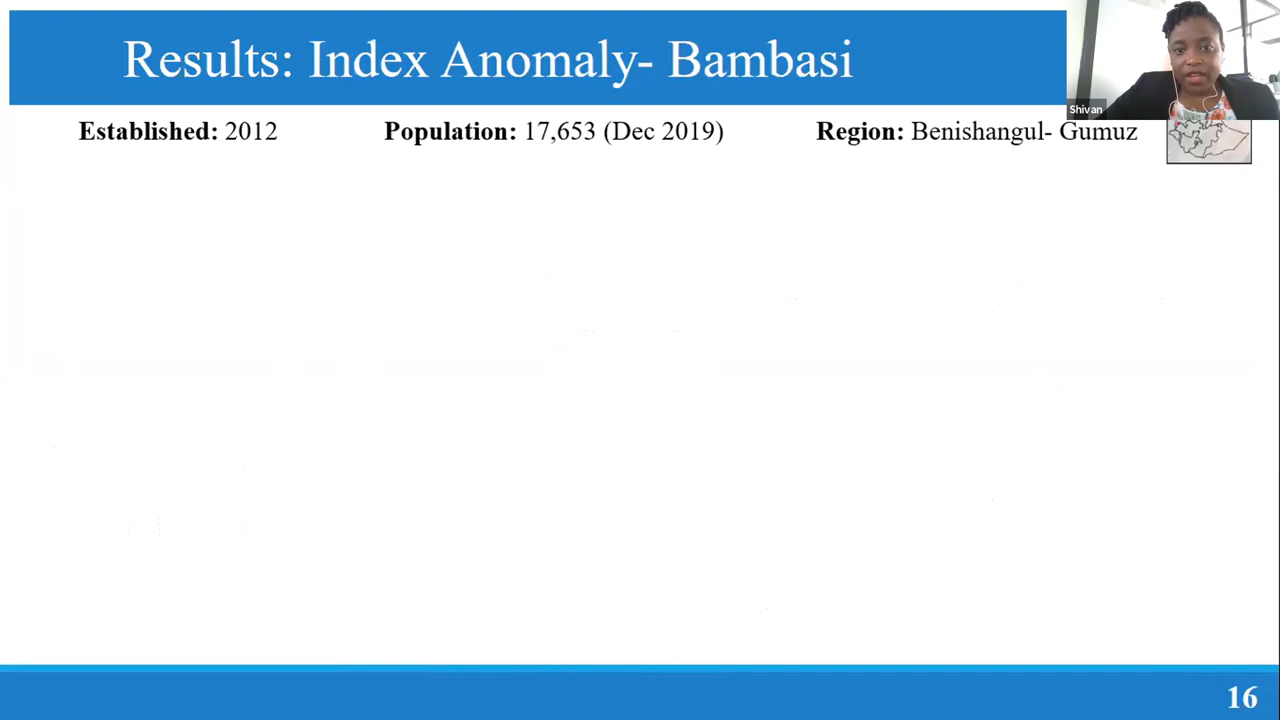 Results: Index Anomaly- Bambasi
Shivan
Established: 2012 Population: 17,653 (Dec 2019) Region: Benishangul- Gumuz
16